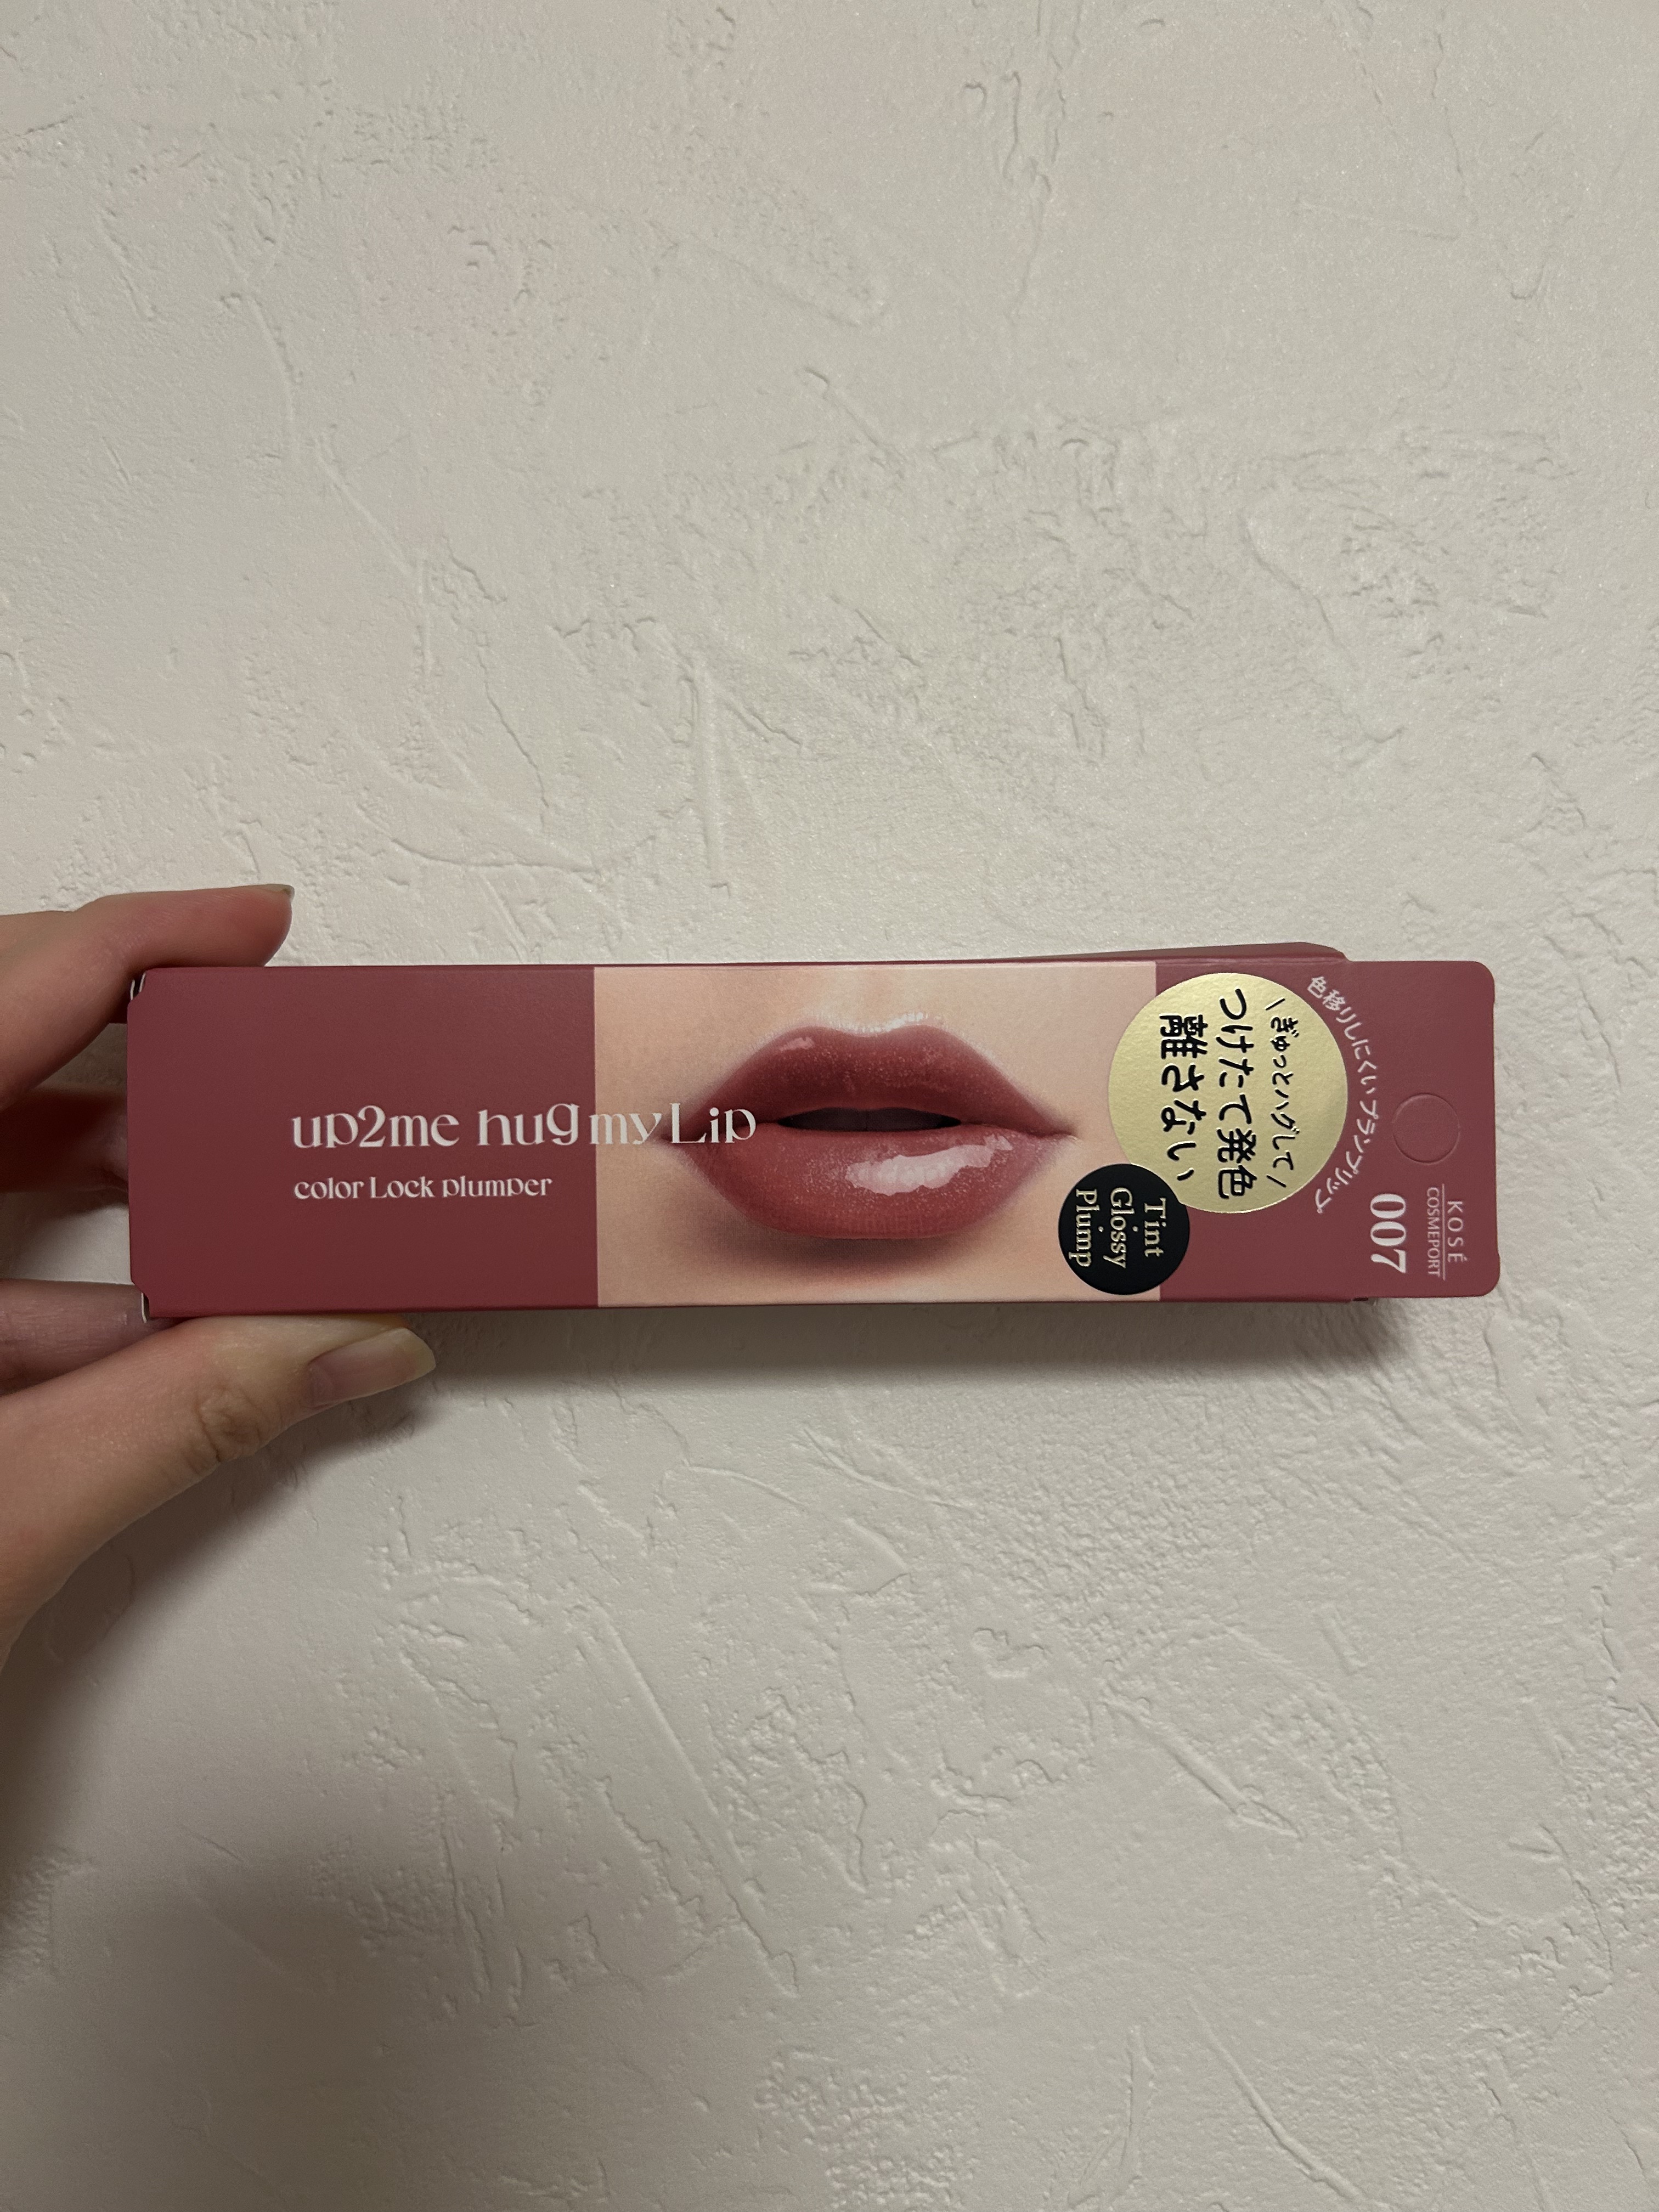 up2me hug my Lip
color Lock plumper
KOSÉ
COSMEPORT
007
色移りしにくいプランプリップ
\ぎゅっとハグして/
つけたて発色
離さない
Tint
Glossy
Plump